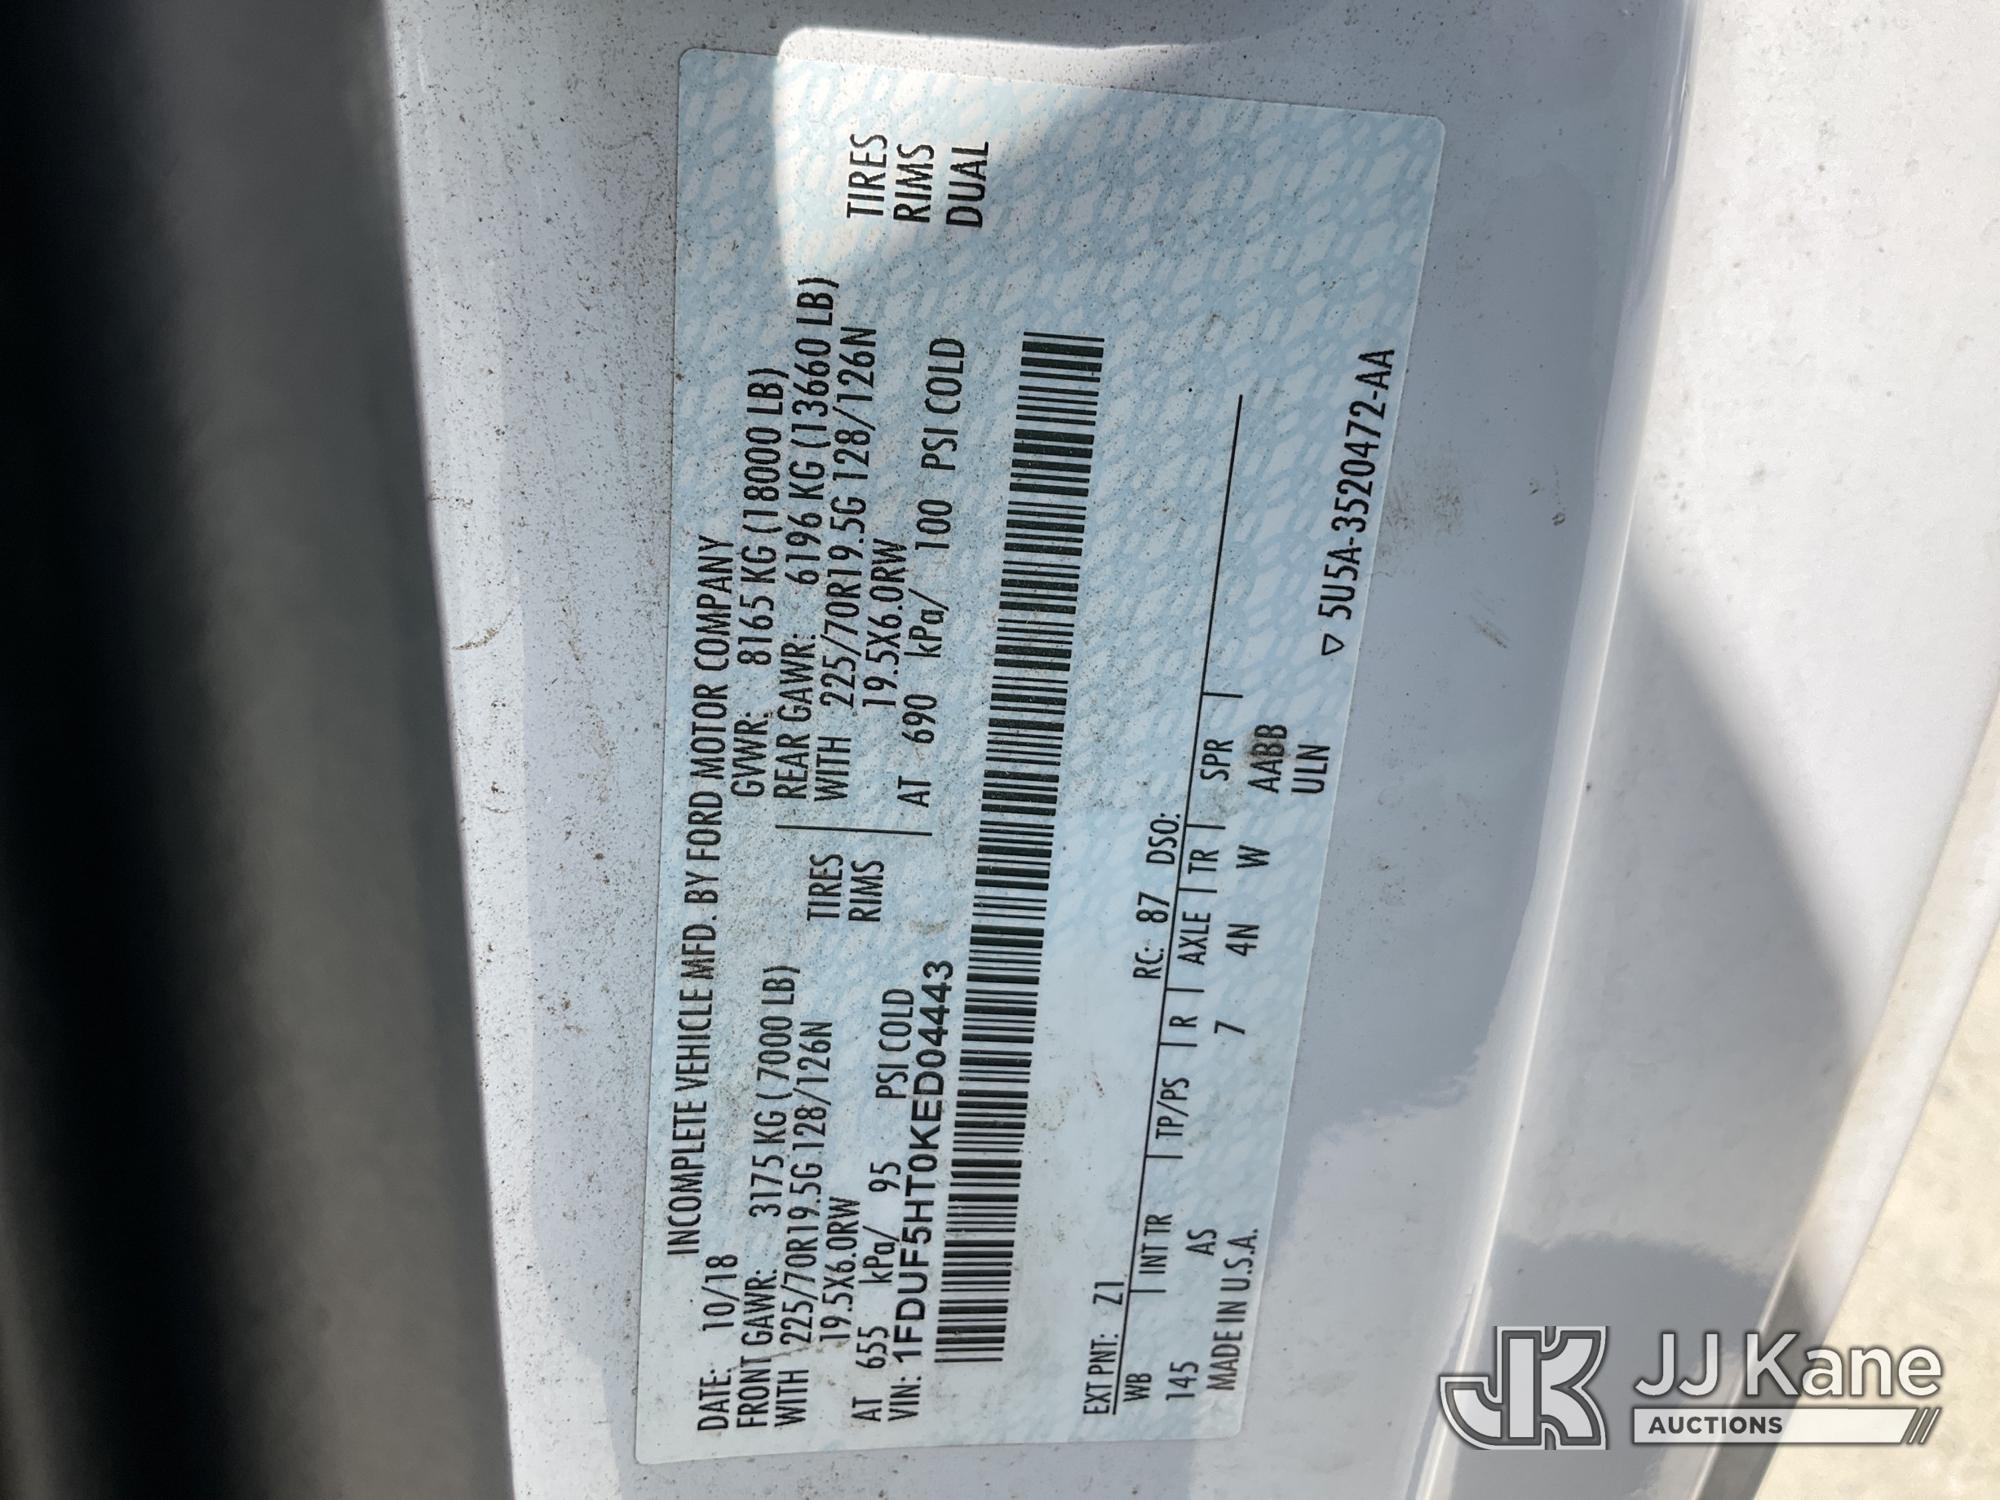 INCOMPLETE VEHICLE MFD. BY FORD MOTOR COMPANY
DATE: 10/18 GVWR: 8165 KG (18000 LB)
FRONT GAWR: 3175 KG (7000 LB) REAR GAWR: 6196 KG (13660 LB)
WITH 225/70R19.5G 128/126N TIRES WITH 225/70R19.5G 128/126N TIRES
19.5X6.0RW RIMS 19.5X6.0RW RIMS
AT 655 kPa/ 95 PSI COLD AT 690 kPa/ 100 PSI COLD DUAL
VIN: 1FDUF5HT0KED04443
EXT PNT: Z1 RC: 87 DSO:
WB INT TR TP/PS R AXLE TR SPR
145 AS 7 4N W AABB
MADE IN U.S.A. ULN
▽ 5U5A-3520472-AA
JK JJ Kane
AUCTIONS